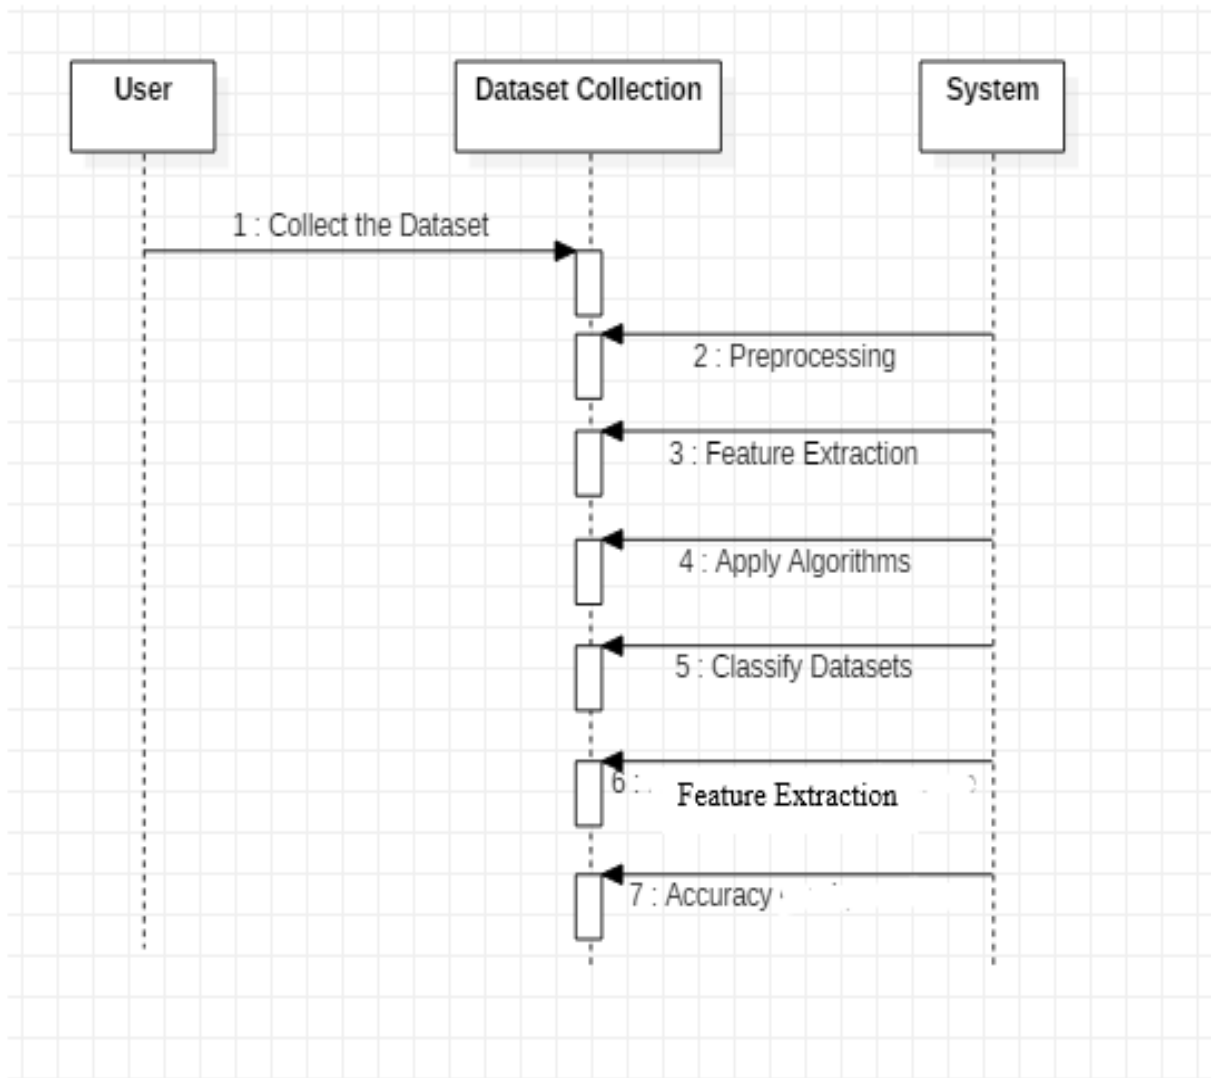 User
Dataset Collection
System
1 : Collect the Dataset
2 : Preprocessing
3 : Feature Extraction
4 : Apply Algorithms
5 : Classify Datasets
6 :
Feature Extraction
7 : Accuracy